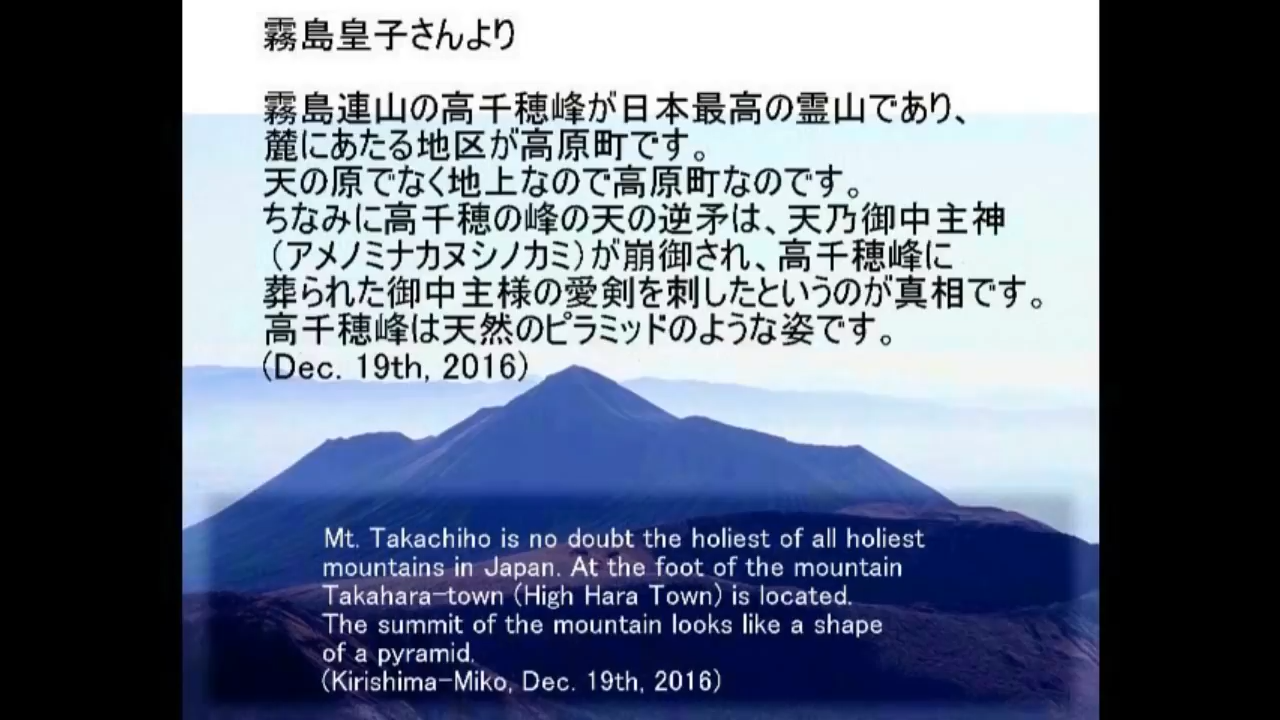 霧島皇子さんより
霧島連山の高千穂峰が日本最高の霊山であり、
麓にあたる地区が高原町です。
天の原でなく地上なので高原町なのです。
ちなみに高千穂の峰の天の逆矛は、天乃御中主神
（アメノミナカヌシノカミ）が崩御され、高千穂峰に
葬られた御中主様の愛剣を刺したというのが真相です。
高千穂峰は天然のピラミッドのような姿です。
(Dec. 19th, 2016)
Mt. Takachiho is no doubt the holiest of all holiest
mountains in Japan. At the foot of the mountain
Takahara-town (High Hara Town) is located.
The summit of the mountain looks like a shape
of a pyramid.
(Kirishima-Miko, Dec. 19th, 2016)